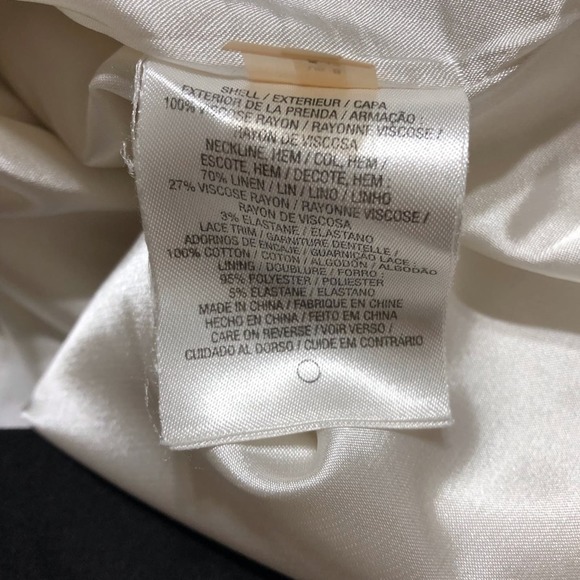 SHELL / EXTERIEUR / CAPA
EXTERIOR DE LA PRENDA / ARMAÇÃO :
100% VISCOSE RAYON / RAYONNE VISCOSE /
RAYON DE VISCOSA
NECKLINE, HEM / COL, HEM /
ESCOTE, HEM / DECOTE, HEM :
70% LINEN / LIN / LINO / LINHO
27% VISCOSE RAYON / RAYONNE VISCOSE /
RAYON DE VISCOSA
3% ELASTANE / ELASTANO
LACE TRIM / GARNITURE DENTELLE /
ADORNOS DE ENCAJE / GUARNIÇÃO LACE :
100% COTTON / COTON / ALGODÓN / ALGODÃO
LINING / DOUBLURE / FORRO :
95% POLYESTER / POLIESTER
5% ELASTANE / ELASTANO
MADE IN CHINA / FABRIQUE EN CHINE
HECHO EN CHINA / FEITO EM CHINA
CARE ON REVERSE / VOIR VERSO /
CUIDADO AL DORSO / CUIDE EM CONTRÁRIO